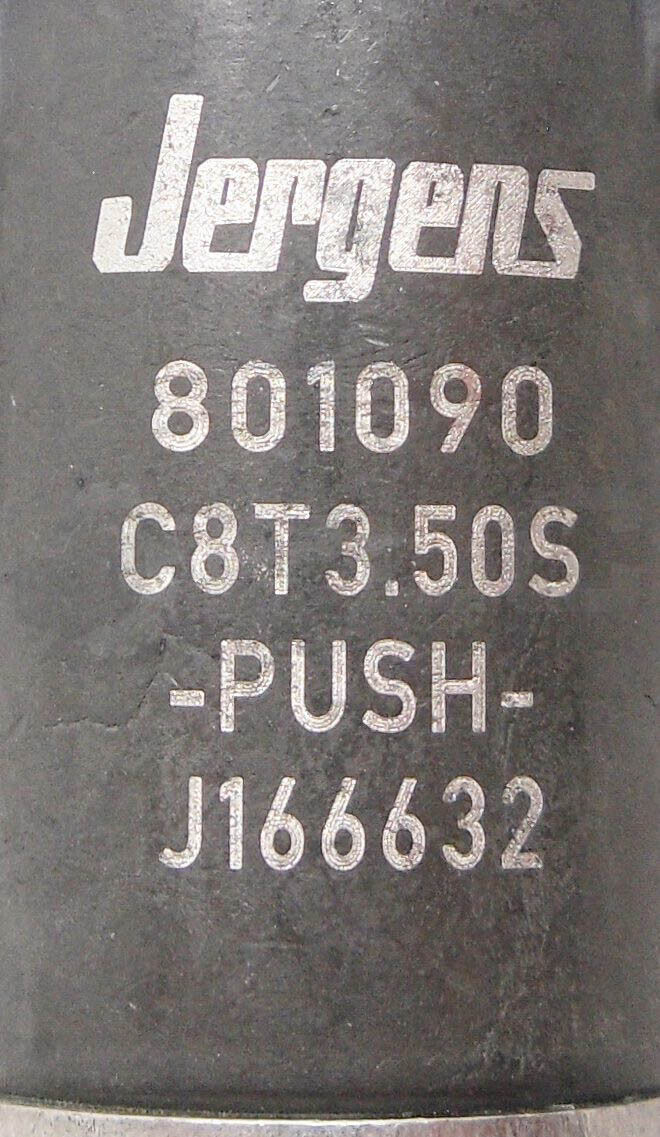 Jergens
801090
C8T3.50S
-PUSH-
J166632